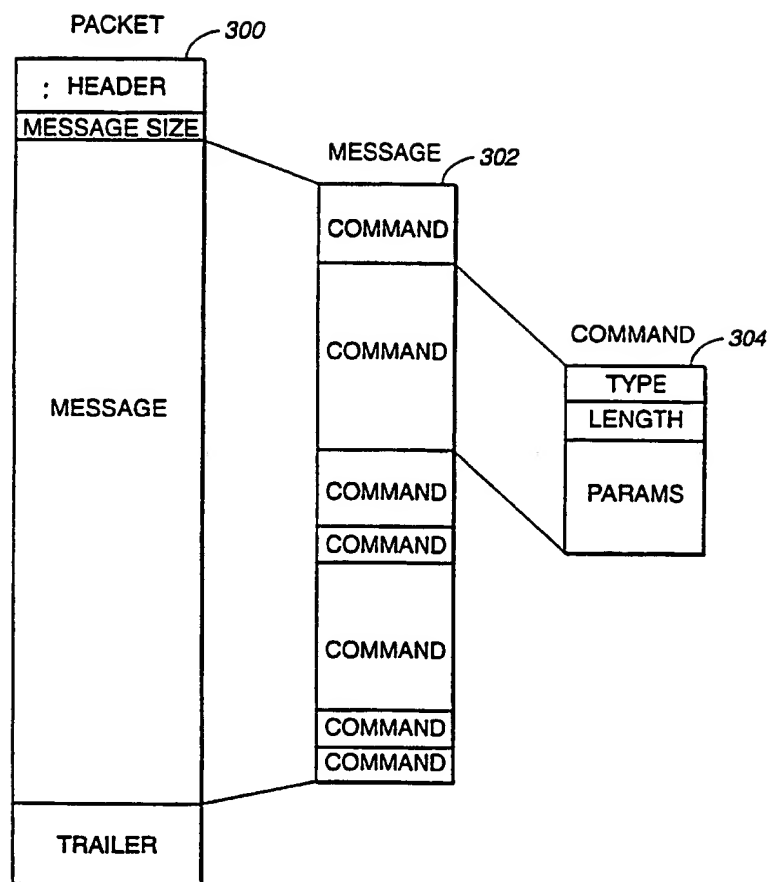 PACKET
300
: HEADER
MESSAGE SIZE
MESSAGE
TRAILER
MESSAGE
302
COMMAND
COMMAND
COMMAND
COMMAND
COMMAND
COMMAND
COMMAND
COMMAND
304
TYPE
LENGTH
PARAMS